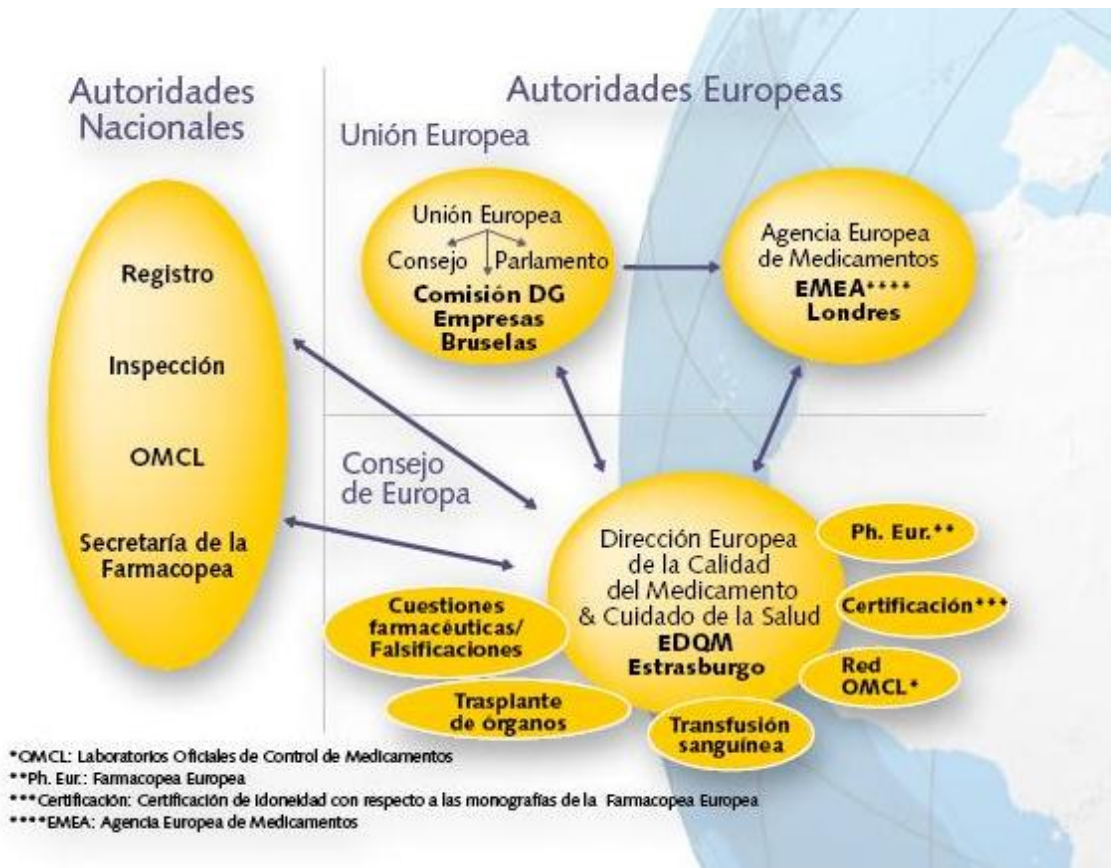 Autoridades
Nacionales
Autoridades Europeas
Unión Europea
Registro
Inspección
OMCL
Secretaría de la
Farmacopea
Unión Europea
Consejo Parlamento
Comisión DG
Empresas
Bruselas
Agencia Europea
de Medicamentos
EMEA****
Londres
Consejo
de Europa
Dirección Europea
de la Calidad
del Medicamento
& Cuidado de la Salud
EDQM
Estrasburgo
Ph. Eur.**
Certificación***
Red
OMCL*
Cuestiones
farmacéuticas/
Falsificaciones
Trasplante
de órganos
Transfusión
sanguínea
*OMCL: Laboratorios Oficiales de Control de Medicamentos
**Ph. Eur.: Farmacopea Europea
***Certificación: Certificación de idoneidad con respecto a las monografías de la Farmacopea Europea
****EMEA: Agencia Europea de Medicamentos